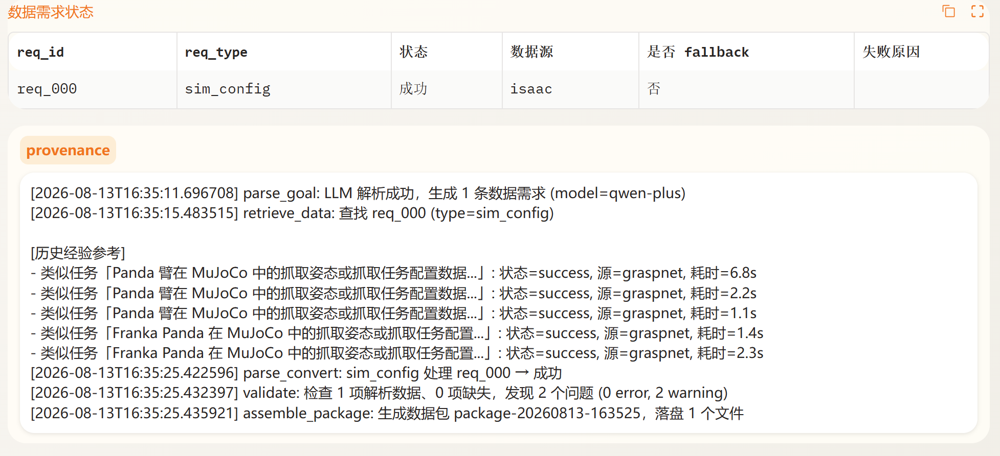 数据需求状态
req_id req_type 状态 数据源 是否 fallback 失败原因
req_000 sim_config 成功 isaac 否
provenance
[2026-08-13T16:35:11.696708] parse_goal: LLM 解析成功，生成 1 条数据需求 (model=qwen-plus)
[2026-08-13T16:35:15.483515] retrieve_data: 查找 req_000 (type=sim_config)
[历史经验参考]
- 类似任务「Panda 臂在 MuJoCo 中的抓取姿态或抓取任务配置数据...」: 状态=success, 源=graspnet, 耗时=6.8s
- 类似任务「Panda 臂在 MuJoCo 中的抓取姿态或抓取任务配置数据...」: 状态=success, 源=graspnet, 耗时=2.2s
- 类似任务「Panda 臂在 MuJoCo 中的抓取姿态或抓取任务配置数据...」: 状态=success, 源=graspnet, 耗时=1.1s
- 类似任务「Franka Panda 在 MuJoCo 中的抓取姿态或抓取任务配置...」: 状态=success, 源=graspnet, 耗时=1.4s
- 类似任务「Franka Panda 在 MuJoCo 中的抓取姿态或抓取任务配置...」: 状态=success, 源=graspnet, 耗时=2.3s
[2026-08-13T16:35:25.422596] parse_convert: sim_config 处理 req_000 → 成功
[2026-08-13T16:35:25.432397] validate: 检查 1 项解析数据、0 项缺失，发现 2 个问题 (0 error, 2 warning)
[2026-08-13T16:35:25.435921] assemble_package: 生成数据包 package-20260813-163525，落盘 1 个文件